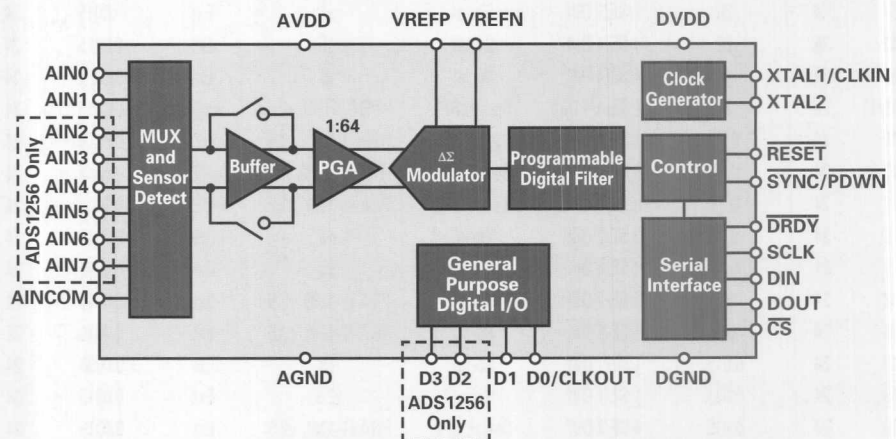 AVDD
VREFP VREFN
DVDD
AIN0
AIN1
AIN2
AIN3
AIN4
AIN5
AIN6
AIN7
AINCOM
ADS1256 Only
MUX
and
Sensor
Detect
Buffer
1:64
PGA
ΔΣ
Modulator
Programmable
Digital Filter
Clock
Generator
Control
Serial
Interface
General
Purpose
Digital I/O
XTAL1/CLKIN
XTAL2
RESET
SYNC/PDWN
DRDY
SCLK
DIN
DOUT
CS
AGND
D3 D2 D1 D0/CLKOUT
DGND
ADS1256
Only